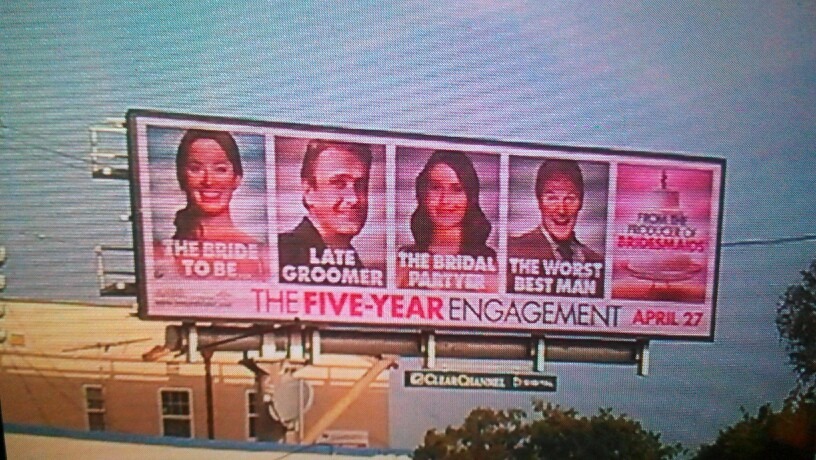 THE BRIDE
TO BE...
LATE
GROOMER
THE BRIDAL
PARTYER
THE WORST
BEST MAN
FROM THE
PRODUCER OF
BRIDESMAIDS
THE FIVE-YEAR ENGAGEMENT APRIL 27
CLEAR CHANNEL